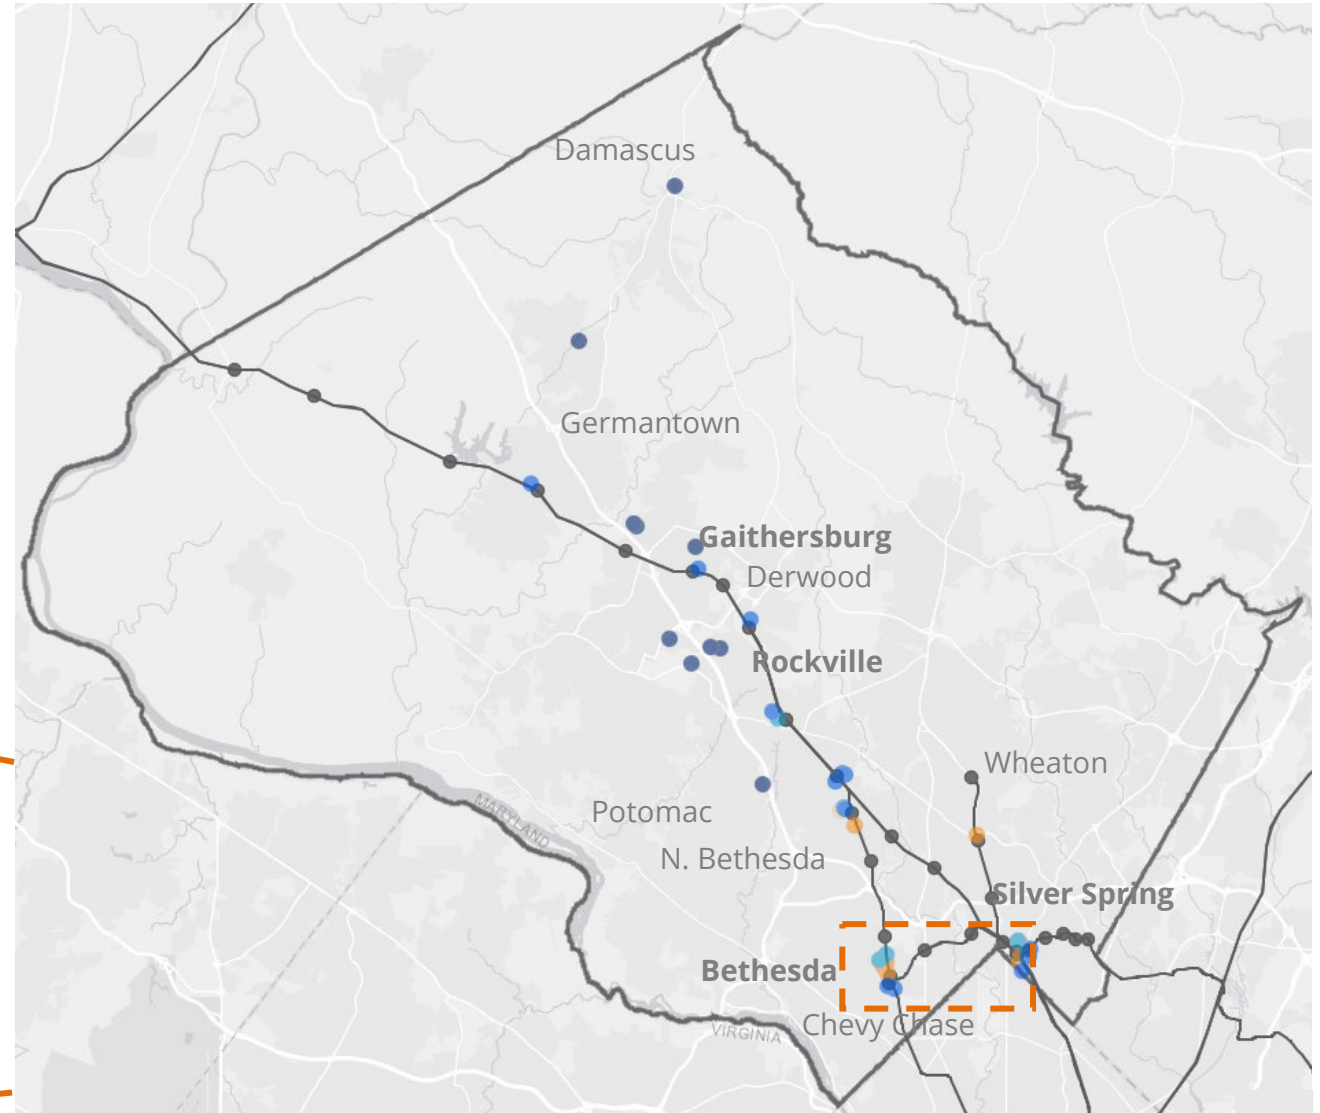 Damascus
Germantown
Gaithersburg
Derwood
Rockville
Wheaton
Potomac
MARYLAND
N. Bethesda
Silver Spring
Bethesda
Chevy Chase
VIRGINIA